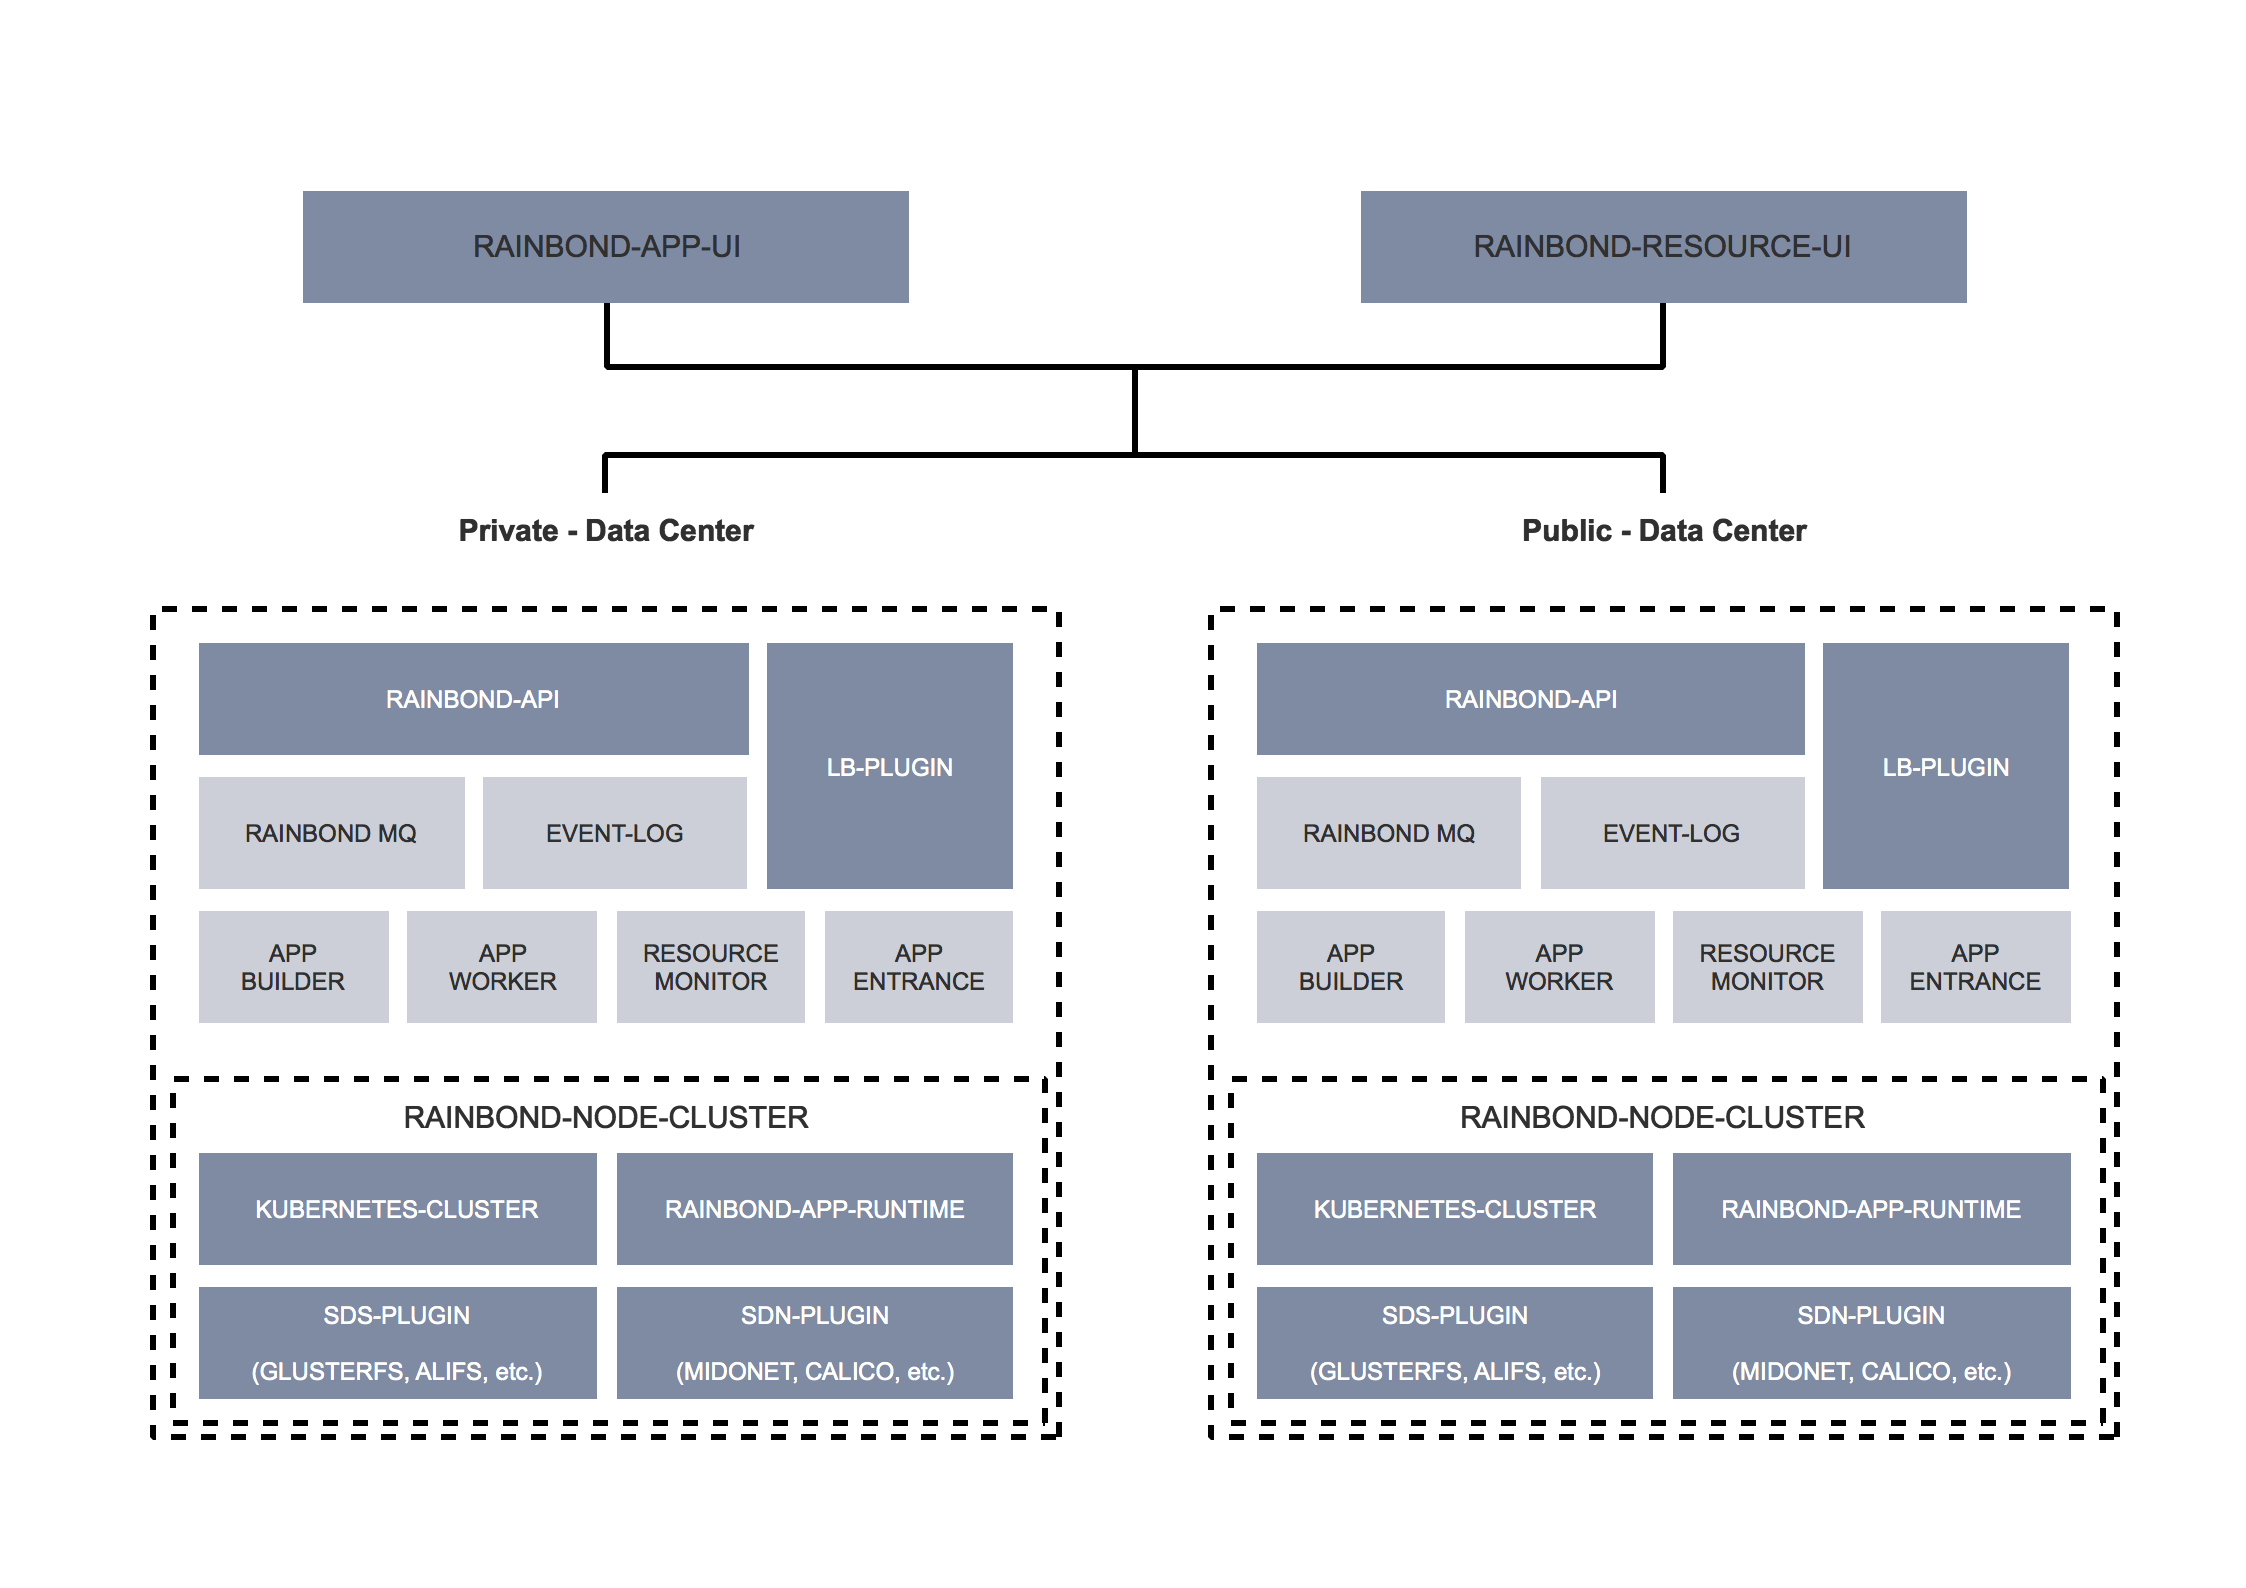 RAINBOND-APP-UI
RAINBOND-RESOURCE-UI
Private - Data Center
Public - Data Center
RAINBOND-API
LB-PLUGIN
RAINBOND MQ
EVENT-LOG
APP
BUILDER
APP
WORKER
RESOURCE
MONITOR
APP
ENTRANCE
RAINBOND-NODE-CLUSTER
KUBERNETES-CLUSTER
RAINBOND-APP-RUNTIME
SDS-PLUGIN
(GLUSTERFS, ALIFS, etc.)
SDN-PLUGIN
(MIDONET, CALICO, etc.)
RAINBOND-API
LB-PLUGIN
RAINBOND MQ
EVENT-LOG
APP
BUILDER
APP
WORKER
RESOURCE
MONITOR
APP
ENTRANCE
RAINBOND-NODE-CLUSTER
KUBERNETES-CLUSTER
RAINBOND-APP-RUNTIME
SDS-PLUGIN
(GLUSTERFS, ALIFS, etc.)
SDN-PLUGIN
(MIDONET, CALICO, etc.)